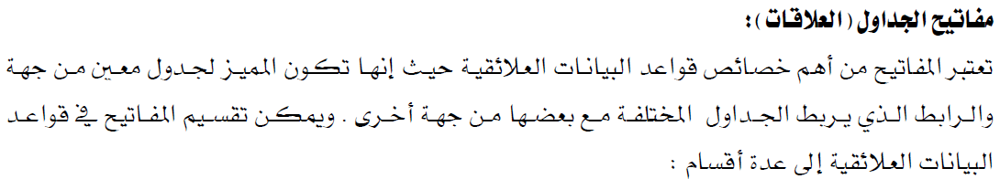 مفاتيح الجداول ( العلاقات ) :
تعتبر المفاتيح من أهم خصائص قواعد البيانات العلائقية حيث إنها تكون المميز لجدول معين من جهة
والرابط الذي يربط الجداول المختلفة مع بعضها من جهة أخرى . ويمكن تقسيم المفاتيح في قواعد
البيانات العلائقية إلى عدة أقسام :